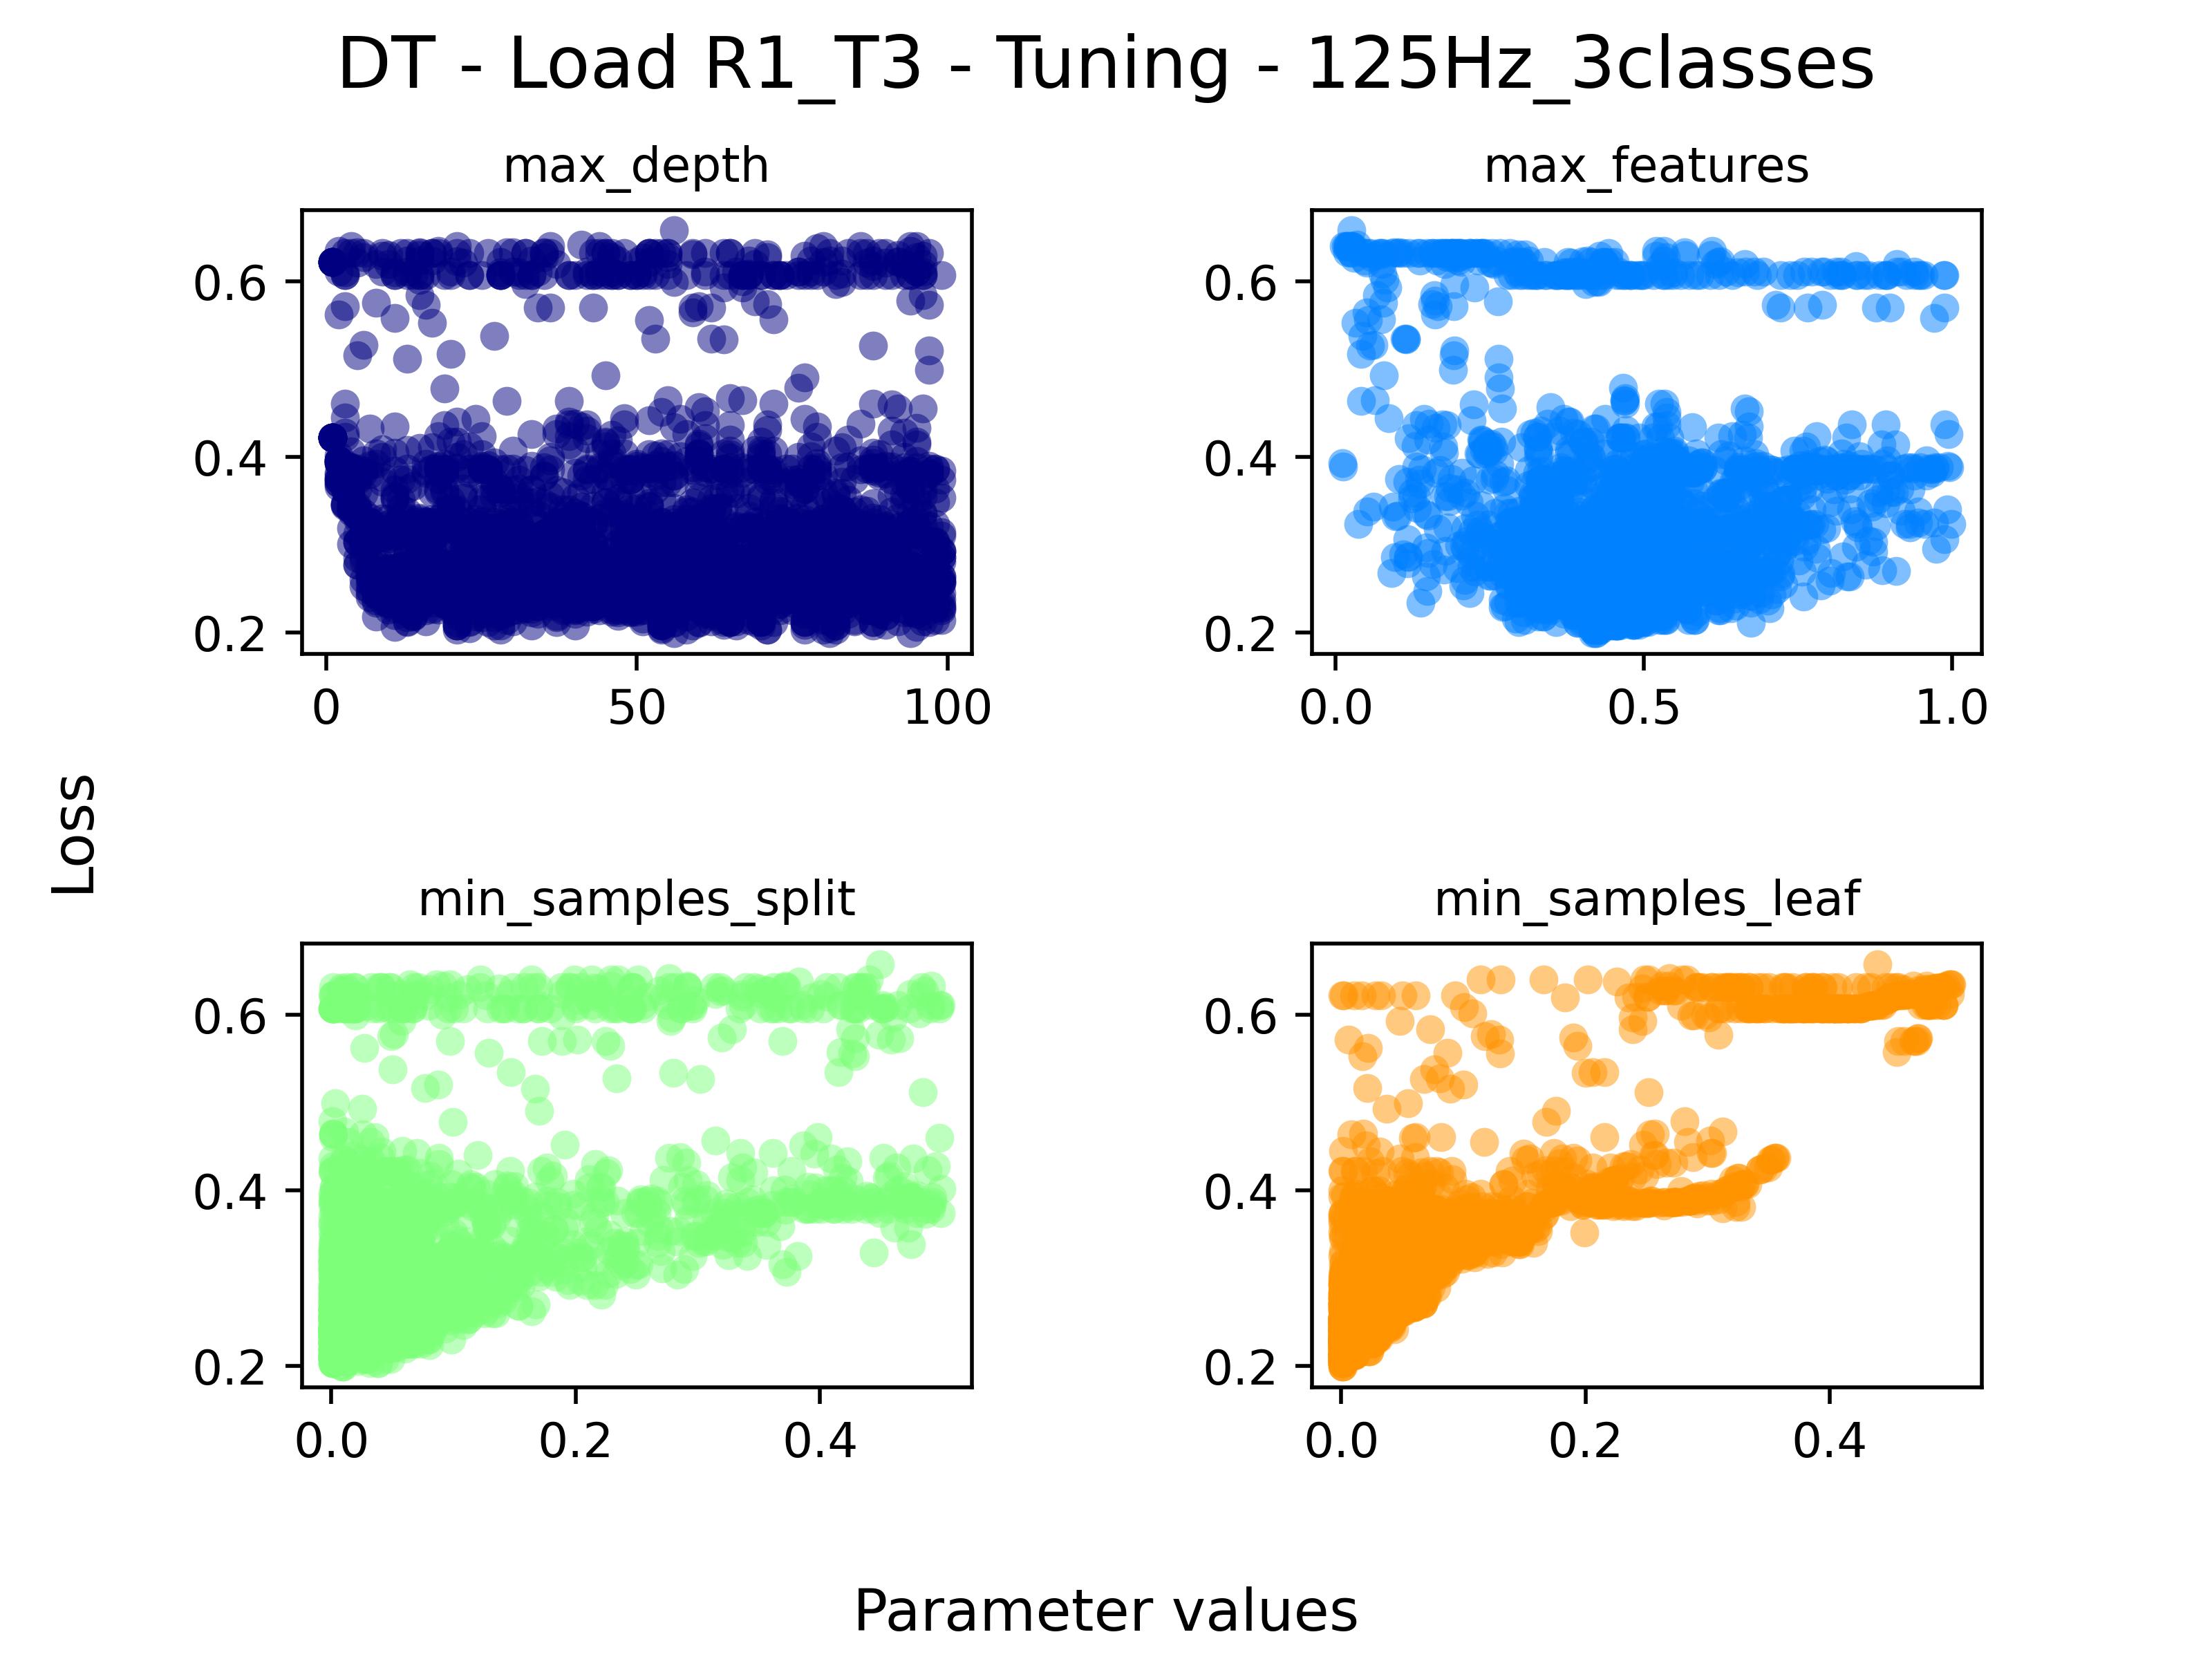 DT - Load R1_T3 - Tuning - 125Hz_3classes
max_depth
0.6
0.4
0.2
0 50 100
max_features
0.6
0.4
0.2
0.0 0.5 1.0
Loss
min_samples_split
0.6
0.4
0.2
0.0 0.2 0.4
min_samples_leaf
0.6
0.4
0.2
0.0 0.2 0.4
Parameter values